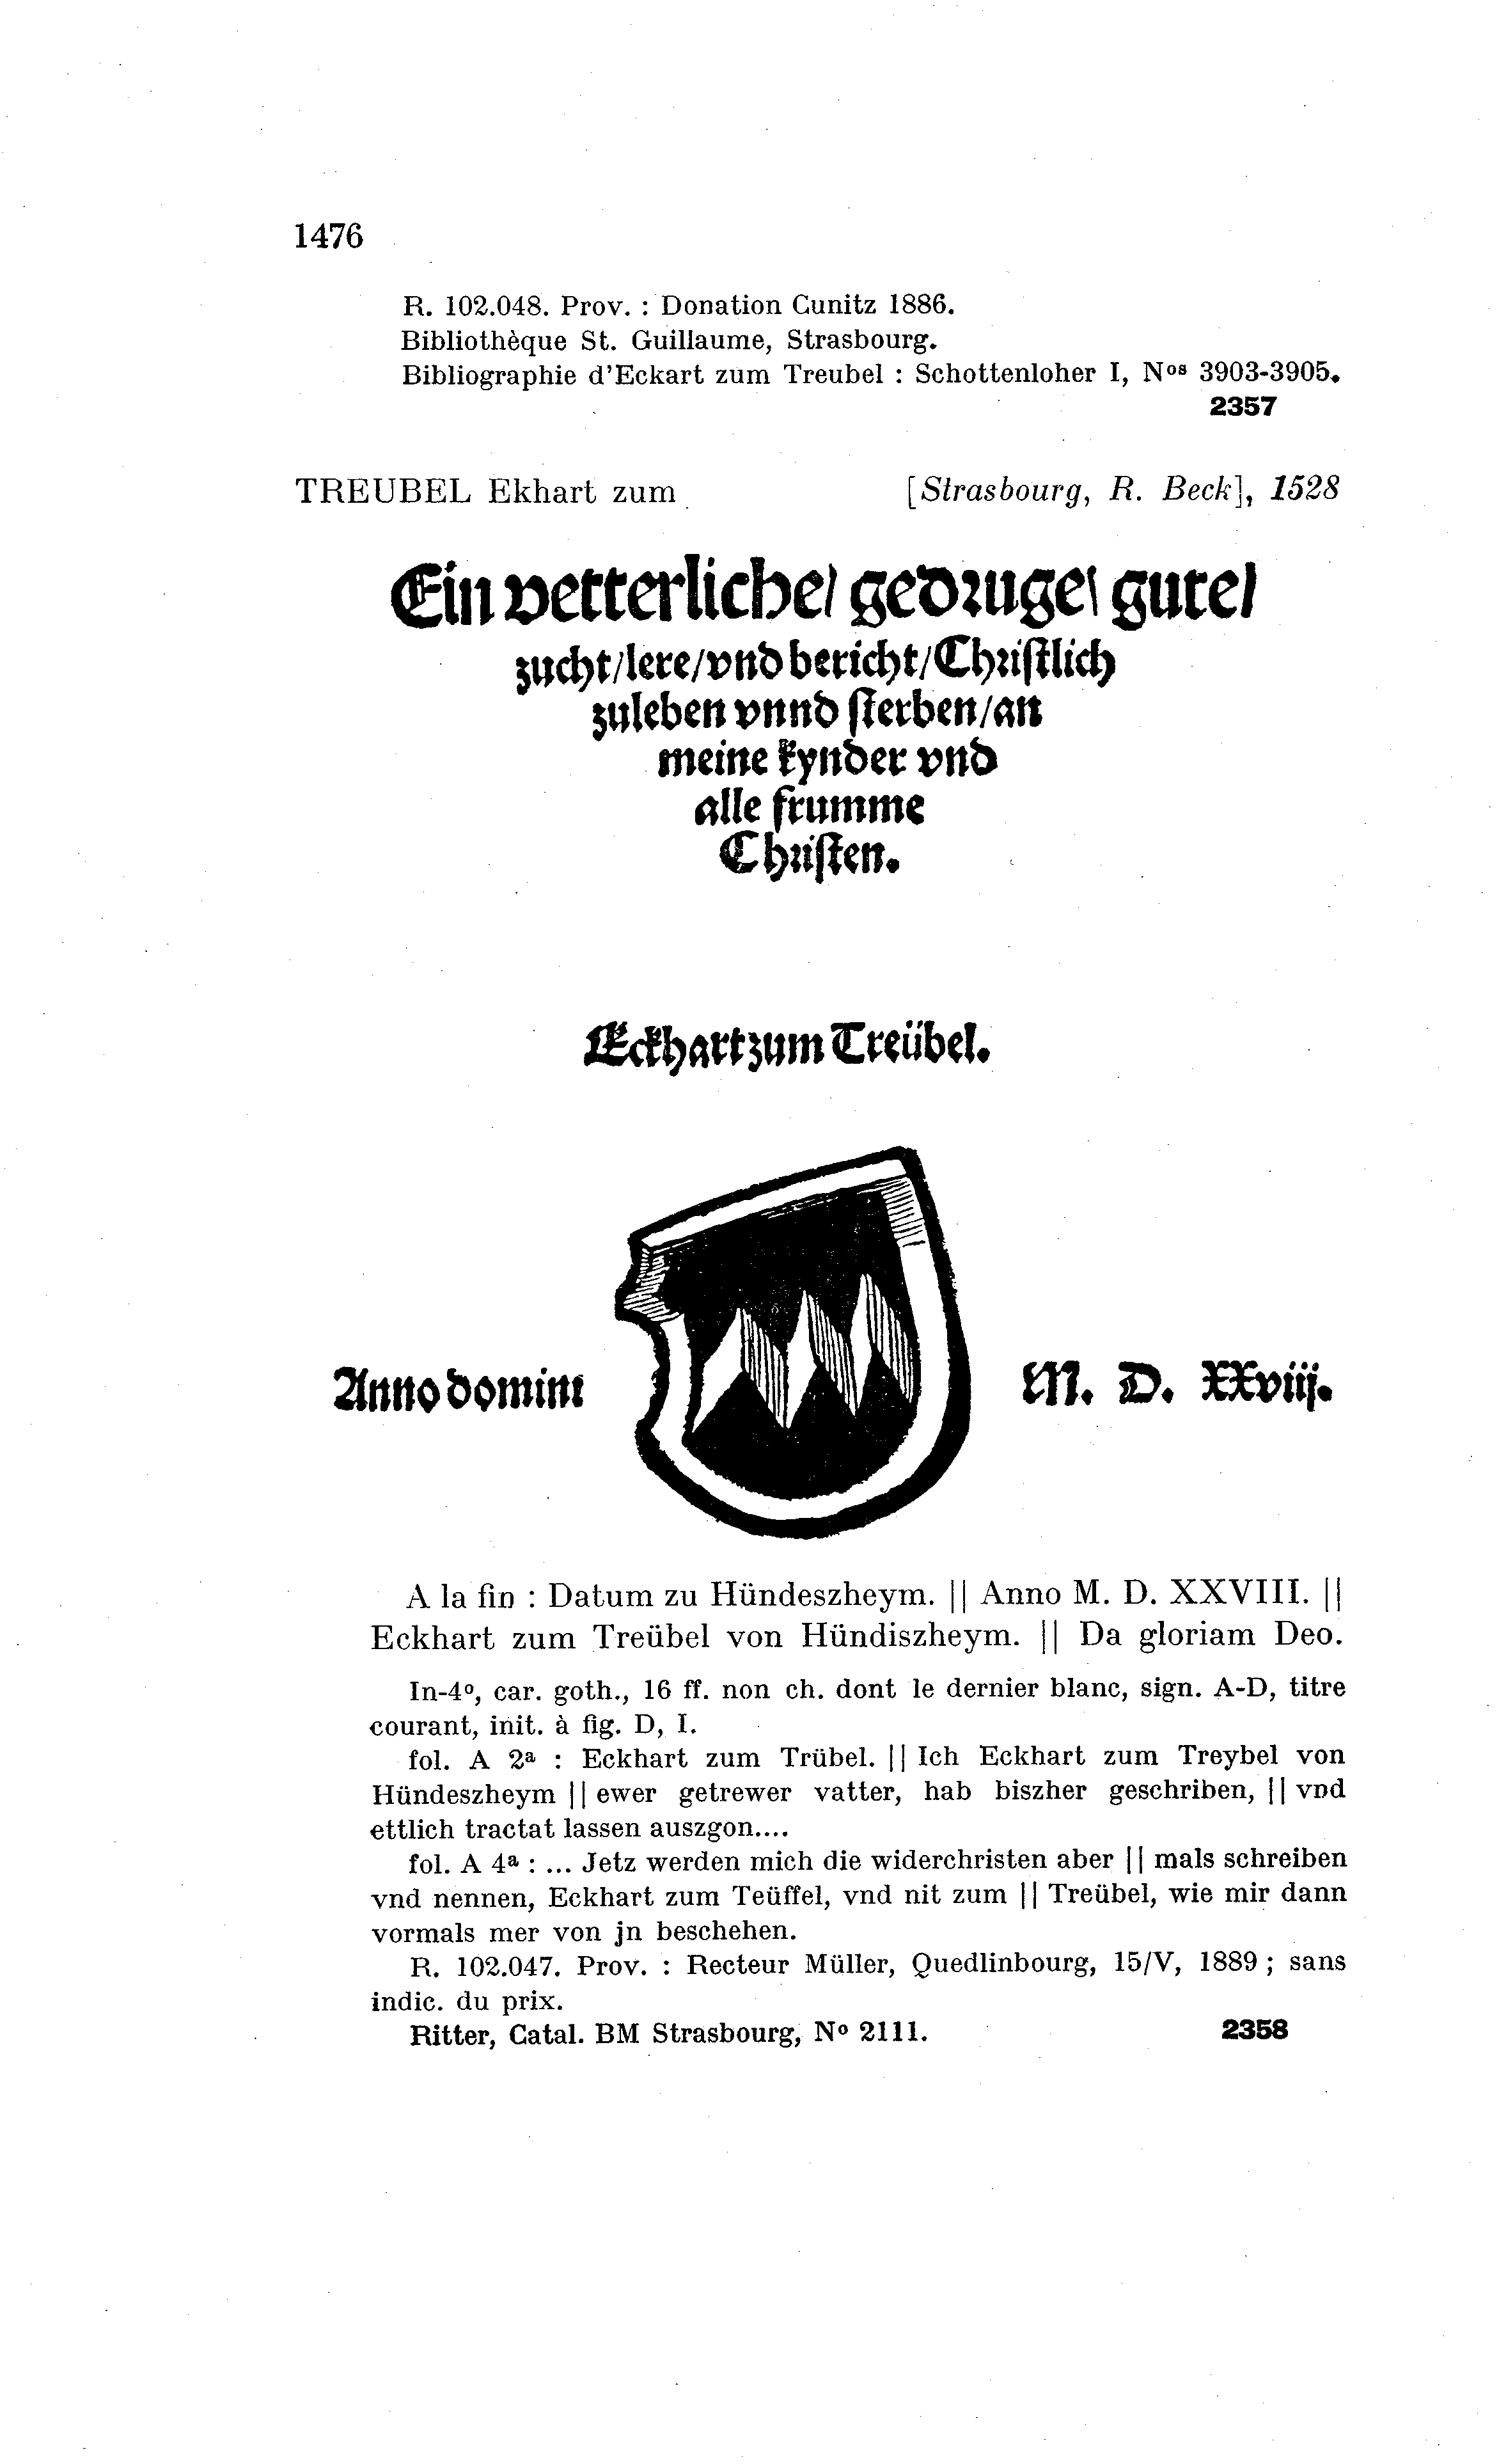 1476
R. 102.048. Prov. : Donation Cunitz 1886.
Bibliothèque St. Guillaume, Strasbourg.
Bibliographie d'Eckart zum Treubel : Schottenloher I, Nos 3903-3905.
2357
TREUBEL Ekhart zum [Strasbourg, R. Beck], 1528
Ein vetterliche/ gedzuge/ gute/
zucht/lere/vnd bericht/Christlich
zuleben vnnd sterben/an
meine kynder vnd
alle frumme
Christen.
Eckhart zum Treübel.
Anno domini M. D. XXviij.
A la fin : Datum zu Hündeszheym. || Anno M. D. XXVIII. ||
Eckhart zum Treübel von Hündiszheym. || Da gloriam Deo.
In-4º, car. goth., 16 ff. non ch. dont le dernier blanc, sign. A-D, titre
courant, init. à fig. D, I.
fol. A 2ª : Eckhart zum Trübel. || Ich Eckhart zum Treybel von
Hündeszheym || ewer getrewer vatter, hab biszher geschriben, || vnd
ettlich tractat lassen auszgon....
fol. A 4ª : ... Jetz werden mich die widerchristen aber || mals schreiben
vnd nennen, Eckhart zum Teüffel, vnd nit zum || Treübel, wie mir dann
vormals mer von jn beschehen.
R. 102.047. Prov. : Recteur Müller, Quedlinbourg, 15/V, 1889 ; sans
indic. du prix.
Ritter, Catal. BM Strasbourg, Nº 2111. 2358